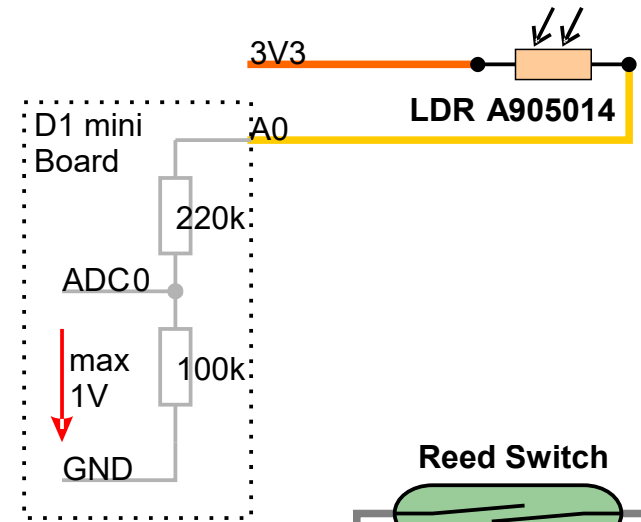 3V3
LDR A905014
D1 mini
Board
A0
220k
ADC0
max
1V
100k
GND
Reed Switch